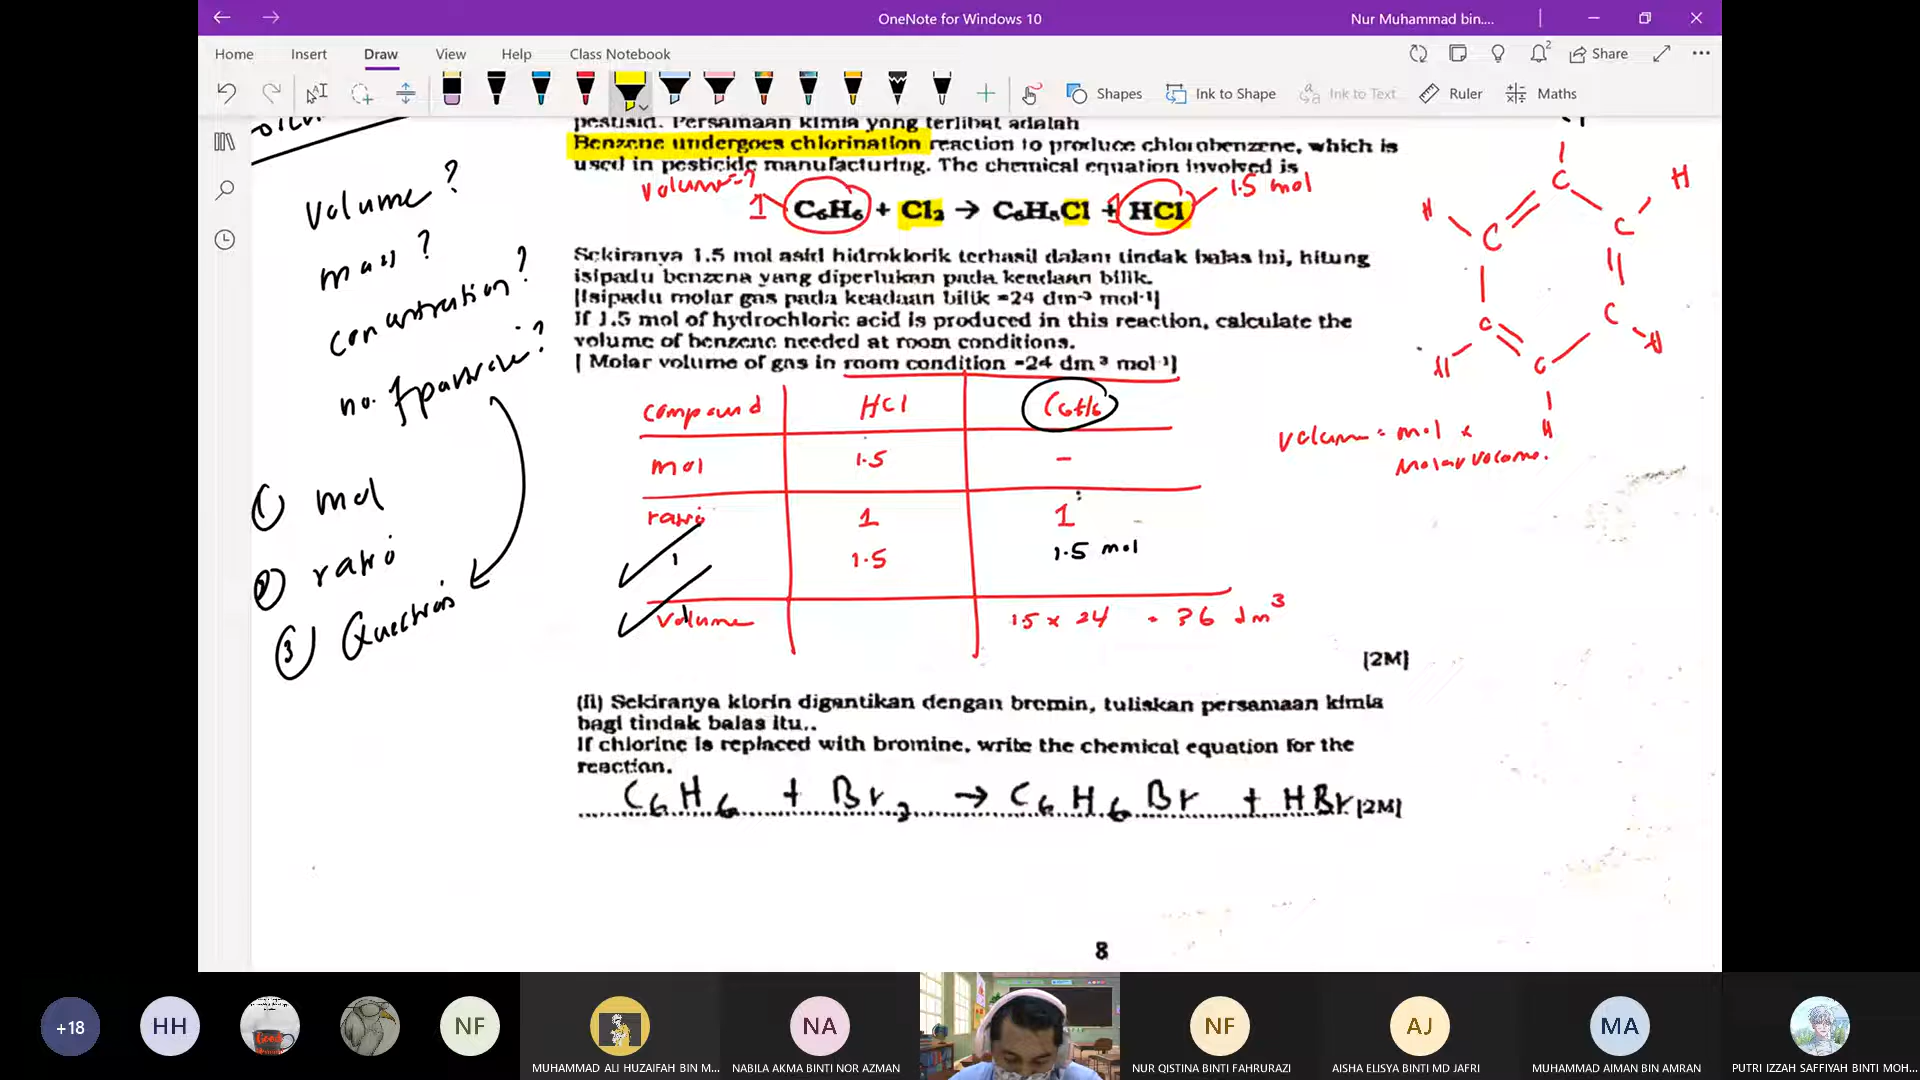 OneNote for Windows 10
Nur Muhammad bin....
Home Insert Draw View Help Class Notebook
2 Share
Shapes Ink to Shape Ink to Text Ruler Maths
pestisid. Persamaan kimia yang terlibat adalah
Benzene undergoes chlorination reaction to produce chlorobenzene, which is
used in pesticide manufacturing. The chemical equation involved is
volume = ?
1.5 mol
1 C₆H₆ + Cl₂ → C₆H₅Cl + 1 HCl
Sekiranya 1.5 mol asid hidroklorik terhasil dalam tindak balas ini, hitung
isipadu benzena yang diperlukan pada keadaan bilik.
[Isipadu molar gas pada keadaan bilik =24 dm⁻³ mol⁻¹]
If 1.5 mol of hydrochloric acid is produced in this reaction, calculate the
volume of benzene needed at room conditions.
[ Molar volume of gas in room condition =24 dm³ mol⁻¹]
compound HCl C6H6
mol 1.5 -
ratio 1 1
1.5 1.5 mol
volume 1.5 × 24 = 36 dm³
[2M]
(ii) Sekiranya klorin digantikan dengan bromin, tuliskan persamaan kimia
bagi tindak balas itu..
If chlorine is replaced with bromine, write the chemical equation for the
reaction.
C₆H₆ + Br₂ → C₆H₆Br + HBr [2M]
8
volume?
mass?
concentration?
no. of particle?
① mol
② ratio
③ Question
C
H
H
C
C
C
C
H
H
C
H
volume = mol ×
Molar volume.
+18
HH
NF
MUHAMMAD ALI HUZAIFAH BIN M...
NA
NABILA AKMA BINTI NOR AZMAN
NF
NUR QISTINA BINTI FAHRURAZI
AJ
AISHA ELISYA BINTI MD JAFRI
MA
MUHAMMAD AIMAN BIN AMRAN
PUTRI IZZAH SAFFIYAH BINTI MOH...